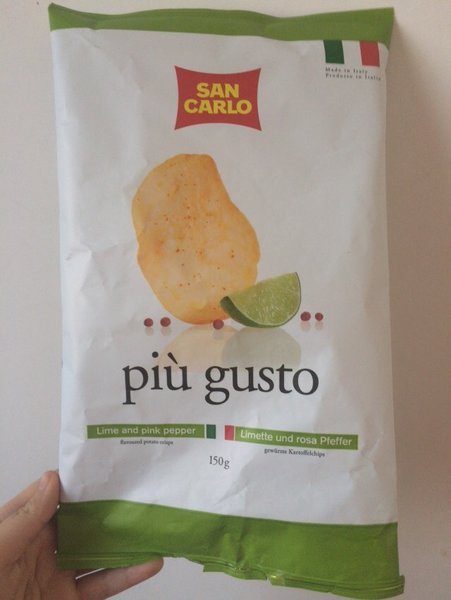 Made in Italy
Prodotto in Italia
SAN
CARLO
più gusto
Lime and pink pepper
flavoured potato crisps
Limette und rosa Pfeffer
gewürzte Kartoffelchips
150g